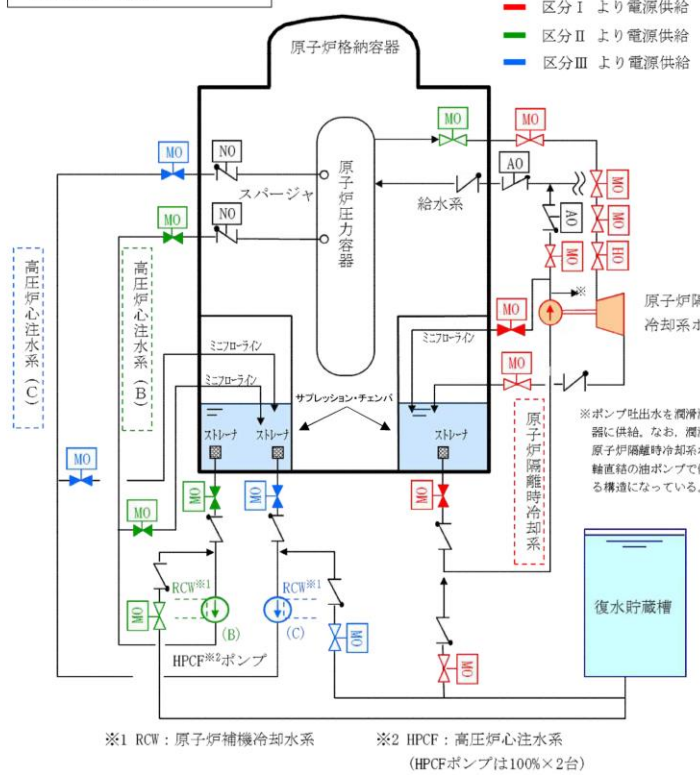 区分Ⅰ より電源供給
区分Ⅱ より電源供給
区分Ⅲ より電源供給
原子炉格納容器
MO
MO
MO
NO
AO
MO
スパージャ
原子炉圧力容器
給水系
MO
NO
AO
MO
MO
HO
高圧炉心注水系(C)
高圧炉心注水系(B)
※
原子炉隔
冷却系ポ
MO
ミニフローライン
ミニフローライン
MO
ミニフローライン
サプレッション・チェンバ
ストレーナ
ストレーナ
ストレーナ
原子炉隔離時冷却系
※ポンプ吐出水を潤滑
器に供給。なお、潤
原子炉隔離時冷却系
軸直結の油ポンプで
る構造になっている。
MO
MO
MO
MO
MO
復水貯蔵槽
RCW※1
RCW※1
MO
(B)
(C)
MO
MO
HPCF※2ポンプ
※1 RCW:原子炉補機冷却水系
※2 HPCF:高圧炉心注水系
(HPCFポンプは100%×2台)